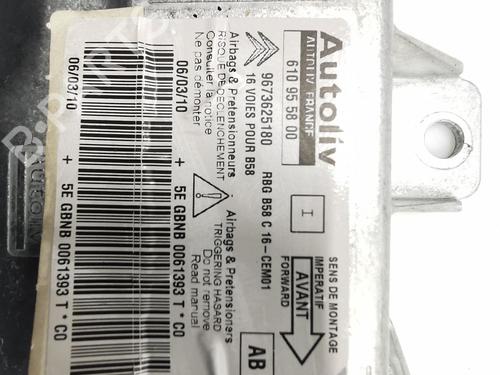 Autoliv
AUTOLIV FRANCE
610 95 58 00
9673625180 RBG B58 C 16-CEM01
16 VOIES POUR B58
I
SENS DE MONTAGE
IMPERATIF
AVANT
FORWARD
AB
Airbags & Pretensionneurs
RISQUE DE DECLENCHEMENT
Consulter la notice
Ne pas démonter
Airbags & Pretensioners
TRIGGERING HASARD
Do not remove
Read manual
06/03/10 + 5E GBNB 0061393 T * C0
06/03/10 + 5E GBNB 0061393 T * C0